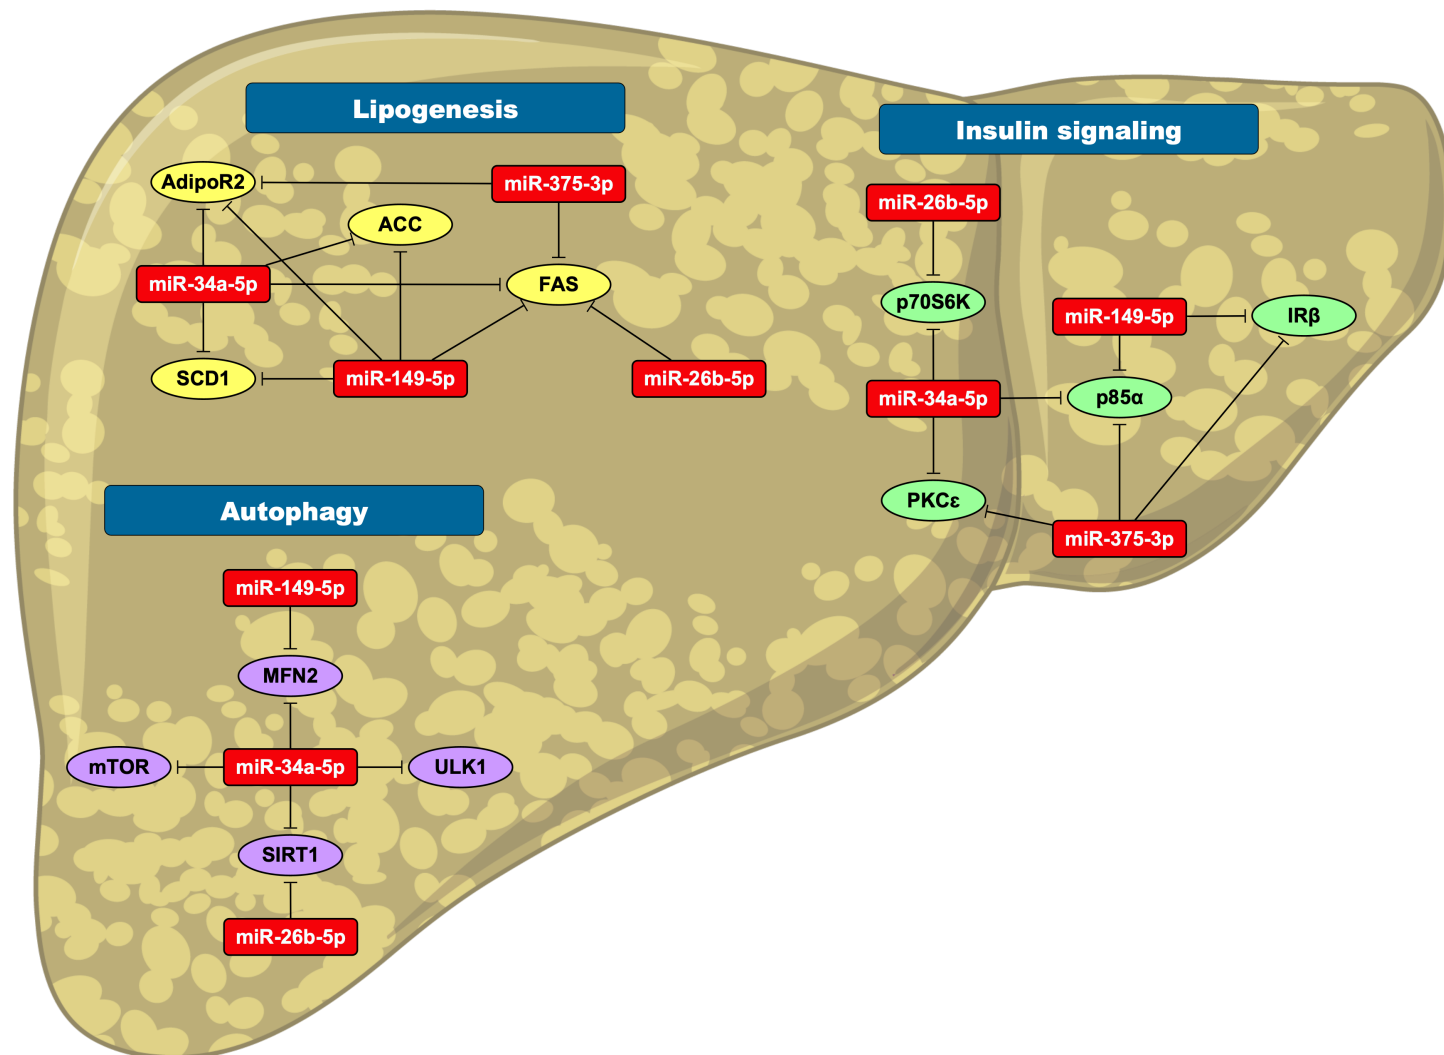 Lipogenesis
AdipoR2
miR-375-3p
ACC
miR-34a-5p
FAS
SCD1
miR-149-5p
miR-26b-5p
Insulin signaling
miR-26b-5p
p70S6K
miR-149-5p
IRβ
miR-34a-5p
p85α
PKCε
miR-375-3p
Autophagy
miR-149-5p
MFN2
mTOR
miR-34a-5p
ULK1
SIRT1
miR-26b-5p